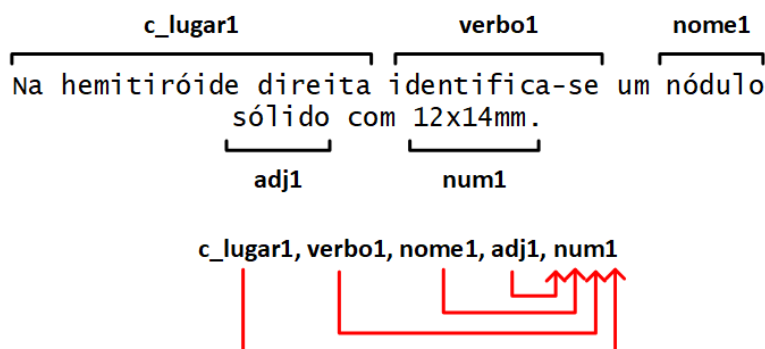 c_lugar1 verbo1 nome1
Na hemitiróide direita identifica-se um nódulo
sólido com 12x14mm.
adj1 num1
c_lugar1, verbo1, nome1, adj1, num1